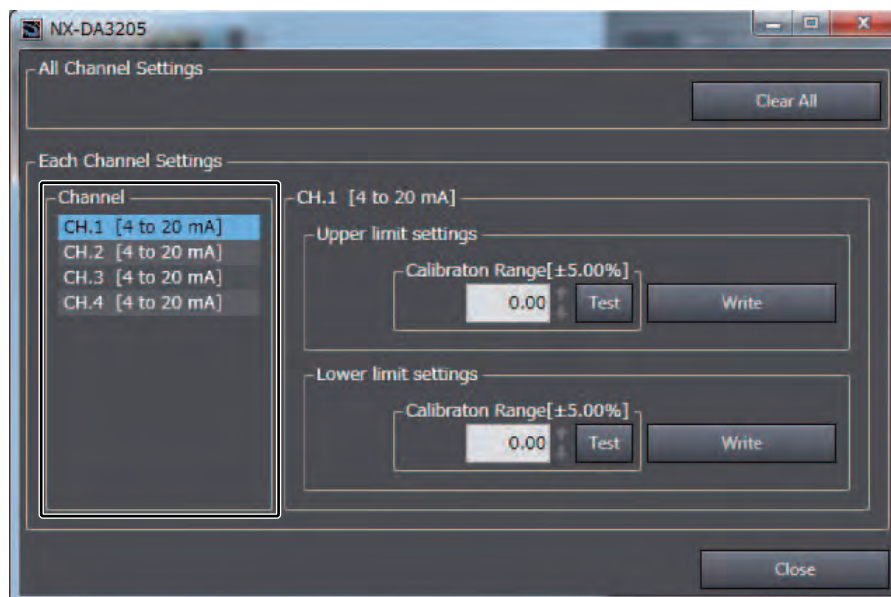 NX-DA3205
All Channel Settings
Clear All
Each Channel Settings
Channel
CH.1 [4 to 20 mA]
CH.2 [4 to 20 mA]
CH.3 [4 to 20 mA]
CH.4 [4 to 20 mA]
CH.1 [4 to 20 mA]
Upper limit settings
Calibraton Range[±5.00%]
0.00 Test Write
Lower limit settings
Calibraton Range[±5.00%]
0.00 Test Write
Close